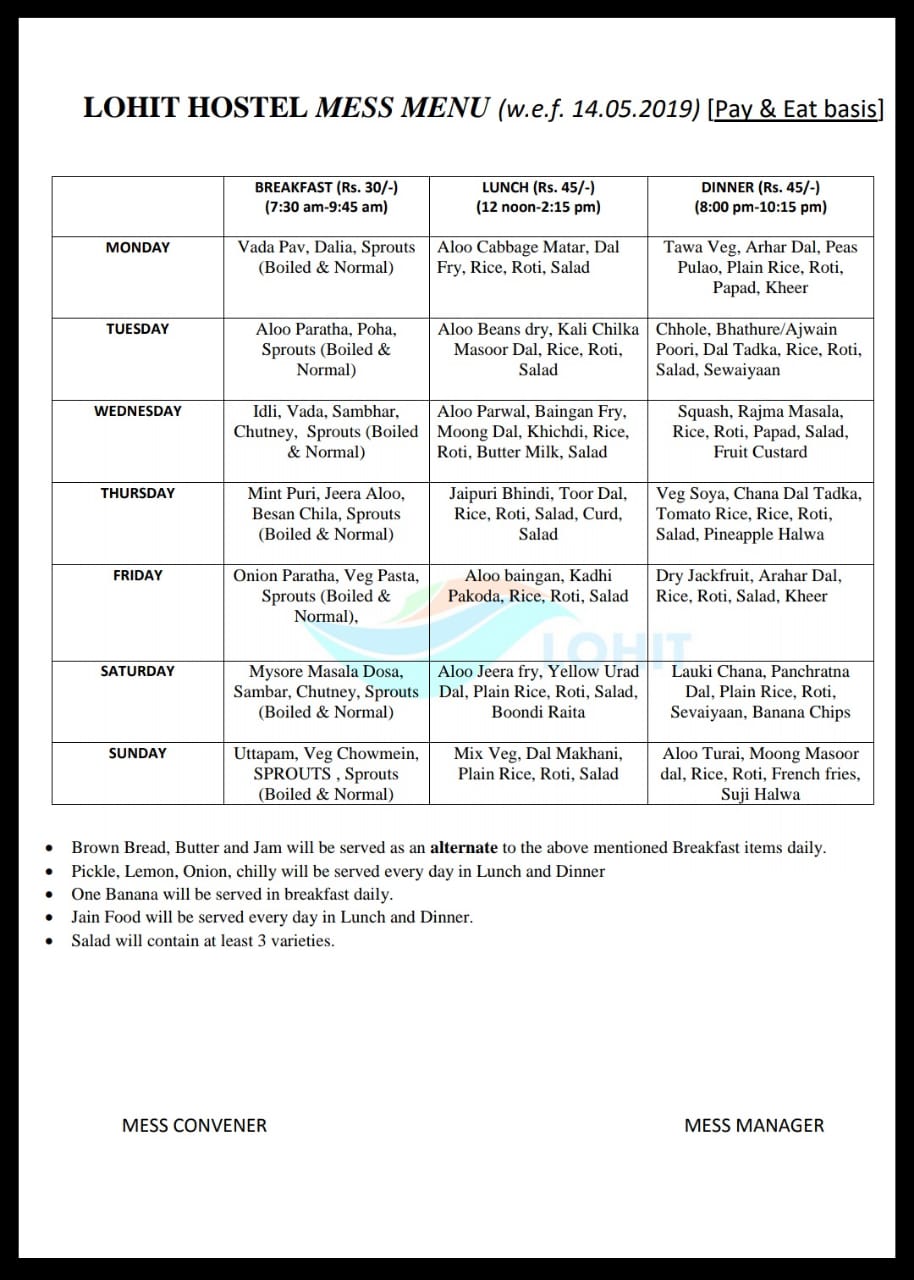 LOHIT HOSTEL MESS MENU (w.e.f. 14.05.2019) [Pay & Eat basis]
BREAKFAST (Rs. 30/-)
(7:30 am-9:45 am)
LUNCH (Rs. 45/-)
(12 noon-2:15 pm)
DINNER (Rs. 45/-)
(8:00 pm-10:15 pm)
MONDAY
Vada Pav, Dalia, Sprouts
(Boiled & Normal)
Aloo Cabbage Matar, Dal
Fry, Rice, Roti, Salad
Tawa Veg, Arhar Dal, Peas
Pulao, Plain Rice, Roti,
Papad, Kheer
TUESDAY
Aloo Paratha, Poha,
Sprouts (Boiled &
Normal)
Aloo Beans dry, Kali Chilka
Masoor Dal, Rice, Roti,
Salad
Chhole, Bhathure/Ajwain
Poori, Dal Tadka, Rice, Roti,
Salad, Sewaiyaan
WEDNESDAY
Idli, Vada, Sambhar,
Chutney, Sprouts (Boiled
& Normal)
Aloo Parwal, Baingan Fry,
Moong Dal, Khichdi, Rice,
Roti, Butter Milk, Salad
Squash, Rajma Masala,
Rice, Roti, Papad, Salad,
Fruit Custard
THURSDAY
Mint Puri, Jeera Aloo,
Besan Chila, Sprouts
(Boiled & Normal)
Jaipuri Bhindi, Toor Dal,
Rice, Roti, Salad, Curd,
Salad
Veg Soya, Chana Dal Tadka,
Tomato Rice, Rice, Roti,
Salad, Pineapple Halwa
FRIDAY
Onion Paratha, Veg Pasta,
Sprouts (Boiled &
Normal),
Aloo baingan, Kadhi
Pakoda, Rice, Roti, Salad
Dry Jackfruit, Arahar Dal,
Rice, Roti, Salad, Kheer
LOHIT
SATURDAY
Mysore Masala Dosa,
Sambar, Chutney, Sprouts
(Boiled & Normal)
Aloo Jeera fry, Yellow Urad
Dal, Plain Rice, Roti, Salad,
Boondi Raita
Lauki Chana, Panchratna
Dal, Plain Rice, Roti,
Sevaiyaan, Banana Chips
SUNDAY
Uttapam, Veg Chowmein,
SPROUTS , Sprouts
(Boiled & Normal)
Mix Veg, Dal Makhani,
Plain Rice, Roti, Salad
Aloo Turai, Moong Masoor
dal, Rice, Roti, French fries,
Suji Halwa
• Brown Bread, Butter and Jam will be served as an alternate to the above mentioned Breakfast items daily.
• Pickle, Lemon, Onion, chilly will be served every day in Lunch and Dinner
• One Banana will be served in breakfast daily.
• Jain Food will be served every day in Lunch and Dinner.
• Salad will contain at least 3 varieties.
MESS CONVENER
MESS MANAGER